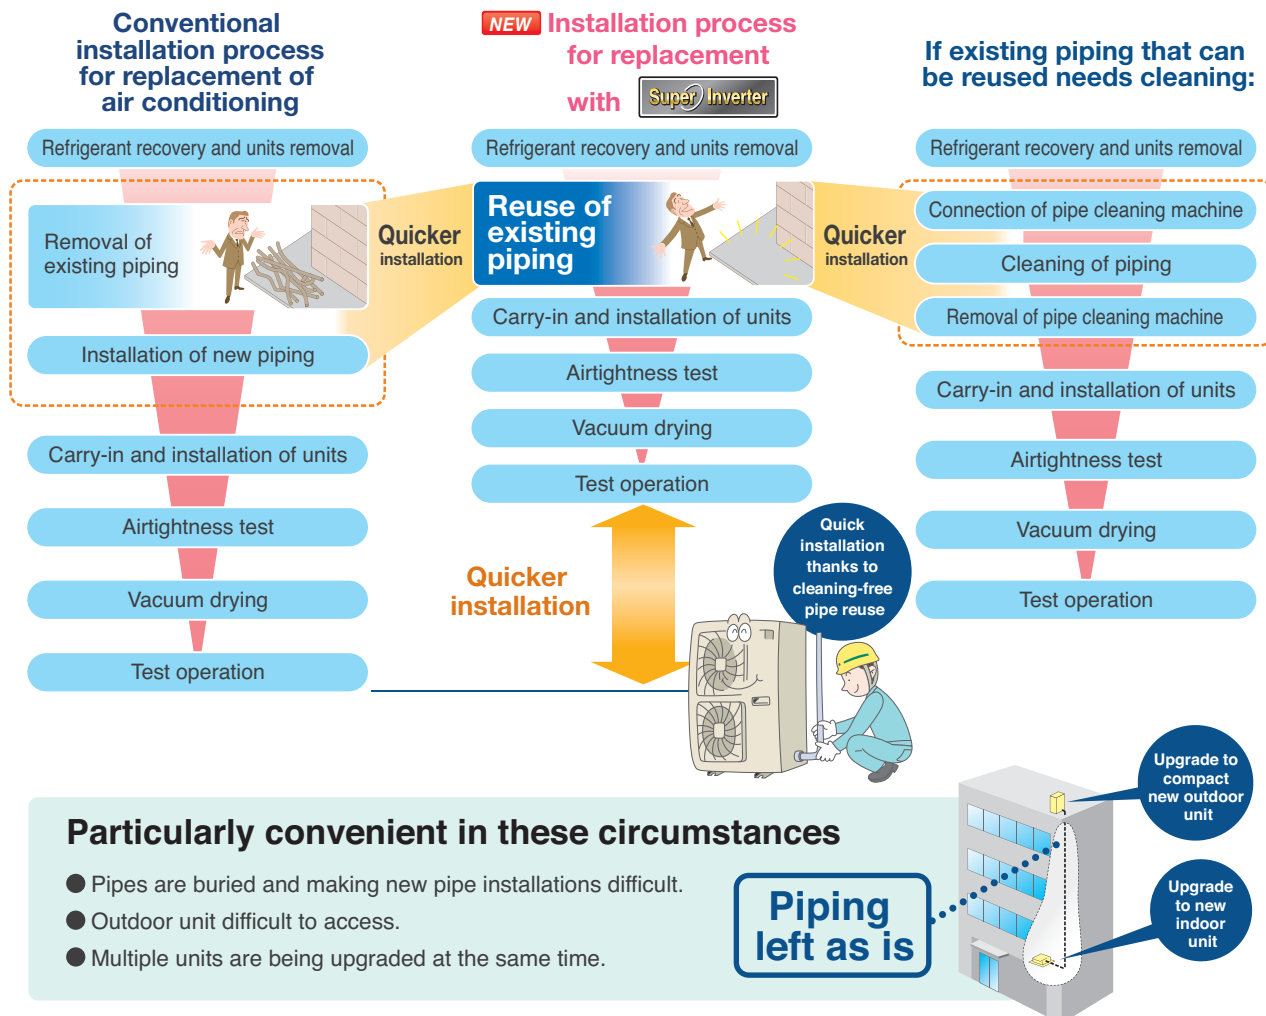 Conventional
installation process
for replacement of
air conditioning
Refrigerant recovery and units removal
Removal of
existing piping
Installation of new piping
Carry-in and installation of units
Airtightness test
Vacuum drying
Test operation
Quicker
installation
NEW Installation process
for replacement
with Super Inverter
Refrigerant recovery and units removal
Reuse of
existing
piping
Carry-in and installation of units
Airtightness test
Vacuum drying
Test operation
Quicker
installation
Quicker
installation
Quick
installation
thanks to
cleaning-free
pipe reuse
If existing piping that can
be reused needs cleaning:
Refrigerant recovery and units removal
Connection of pipe cleaning machine
Cleaning of piping
Removal of pipe cleaning machine
Carry-in and installation of units
Airtightness test
Vacuum drying
Test operation
Particularly convenient in these circumstances
● Pipes are buried and making new pipe installations difficult.
● Outdoor unit difficult to access.
● Multiple units are being upgraded at the same time.
Piping
left as is
Upgrade to
compact
new outdoor
unit
Upgrade
to new
indoor
unit